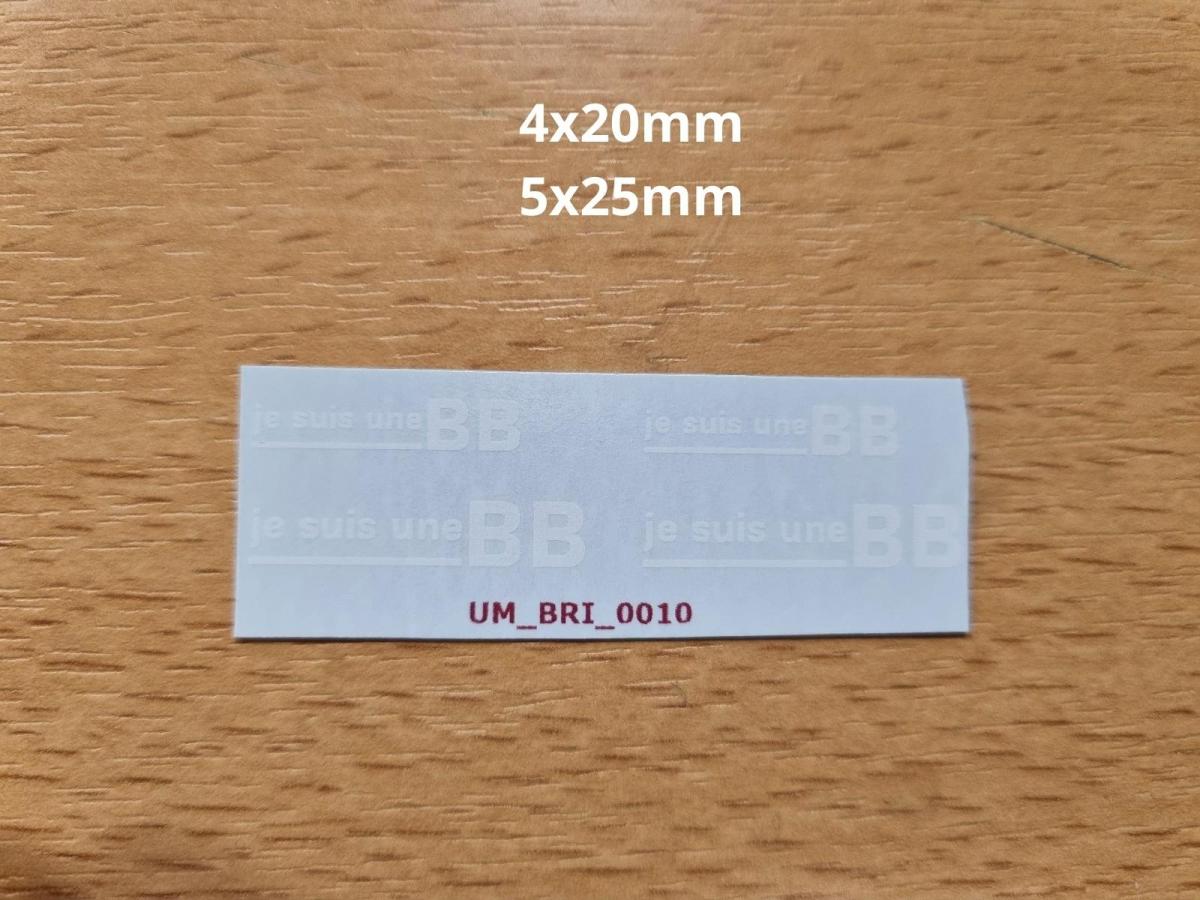 4x20mm
5x25mm
je suis une BB je suis une BB
je suis une BB je suis une BB
UM_BRI_0010